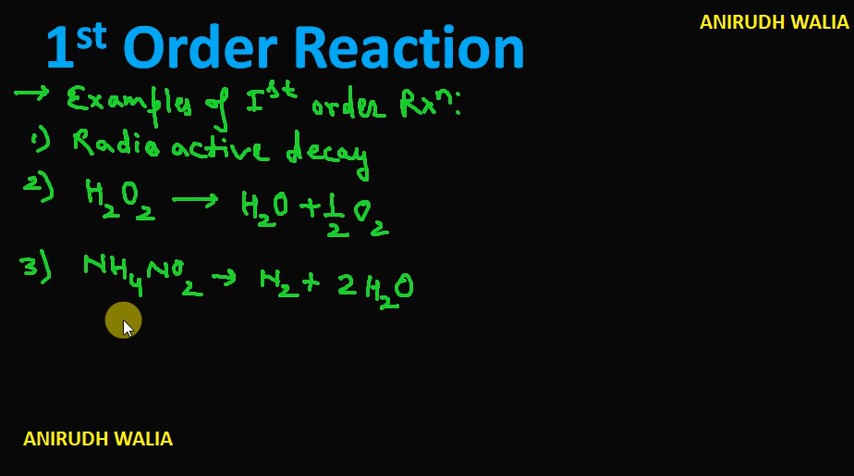 ANIRUDH WALIA
1st Order Reaction
→ Examples of Ist order Rxn:
1) Radioactive decay
2) H2O2 → H2O + 1/2 O2
3) NH4NO2 → N2 + 2H2O
ANIRUDH WALIA